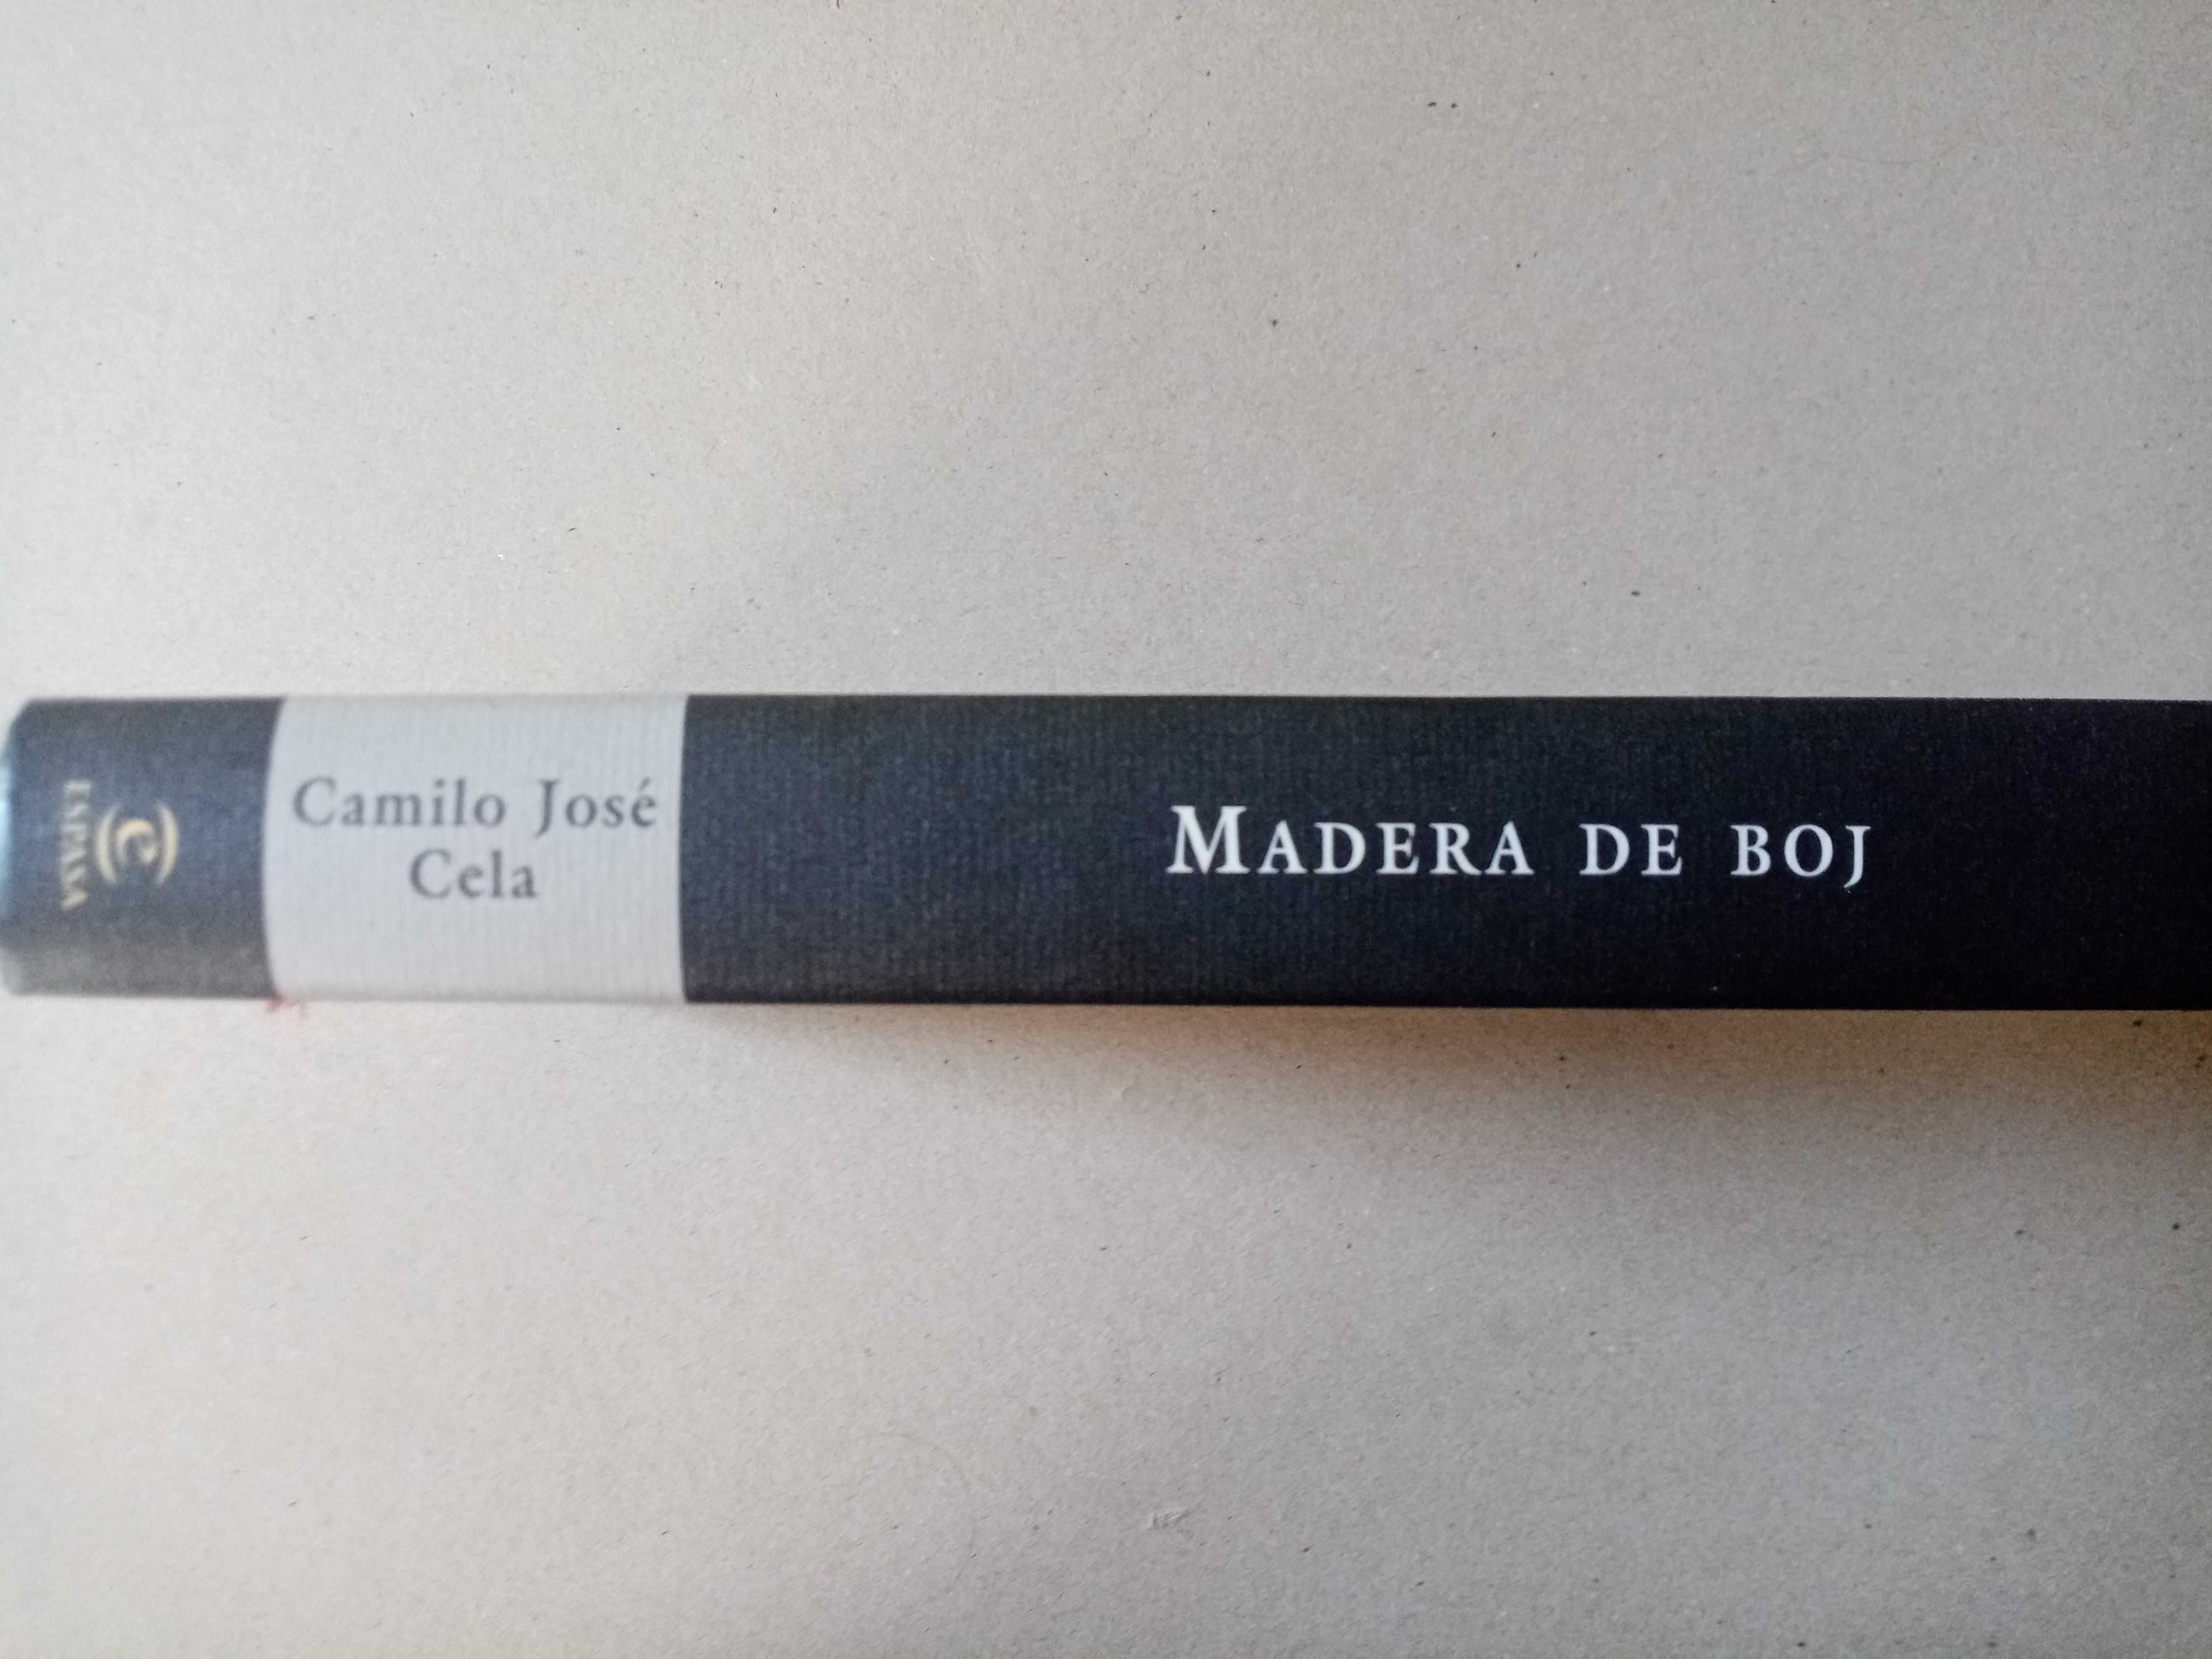 ESPASA
Camilo José
Cela
MADERA DE BOJ